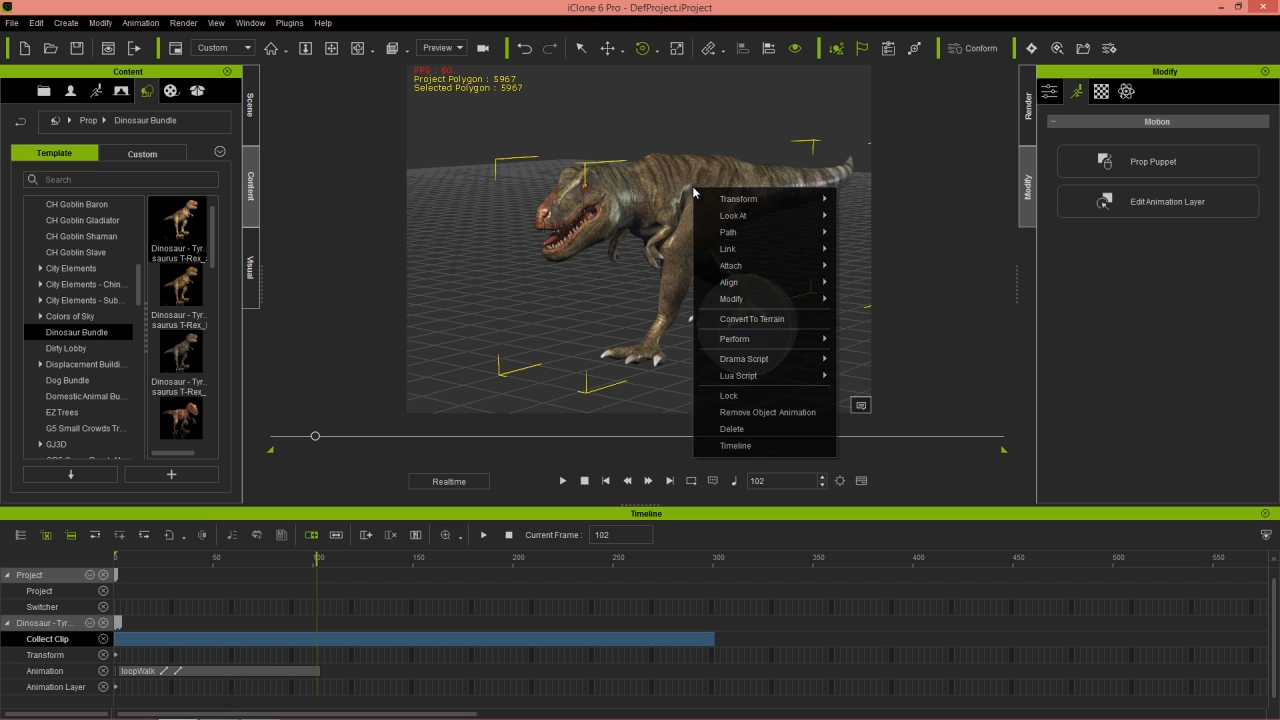 iClone 6 Pro - DefProject.iProject
File Edit Create Modify Animation Render View Window Plugins Help
Custom
Preview
Conform
Content
Prop Dinosaur Bundle
Template Custom
Search
CH Goblin Baron
CH Goblin Gladiator
CH Goblin Shaman
CH Goblin Slave
City Elements
City Elements - Chin...
City Elements - Sub...
Colors of Sky
Dinosaur Bundle
Dirty Lobby
Displacement Buildi...
Dog Bundle
Domestic Animal Bu...
EZTrees
G5 Small Crowds Tr...
GJ3D
Dinosaur - Tyr..
saurus T-Rex_
Dinosaur - Tyr..
saurus T-Rex_
Dinosaur - Tyr..
saurus T-Rex_
Scene
Content
Visual
FPS : 60
Project Polygon : 5967
Selected Polygon : 5967
Transform
Look At
Path
Link
Attach
Align
Modify
Convert To Terrain
Perform
Drama Script
Lua Script
Lock
Remove Object Animation
Delete
Timeline
Render
Modify
Modify
Motion
Prop Puppet
Edit Animation Layer
Realtime
102
Timeline
Current Frame : 102
0 50 100 150 200 250 300 350 400 450 500 550
Project
Project
Switcher
Dinosaur - Tyr...
Collect Clip
Transform
Animation
loopWalk
Animation Layer